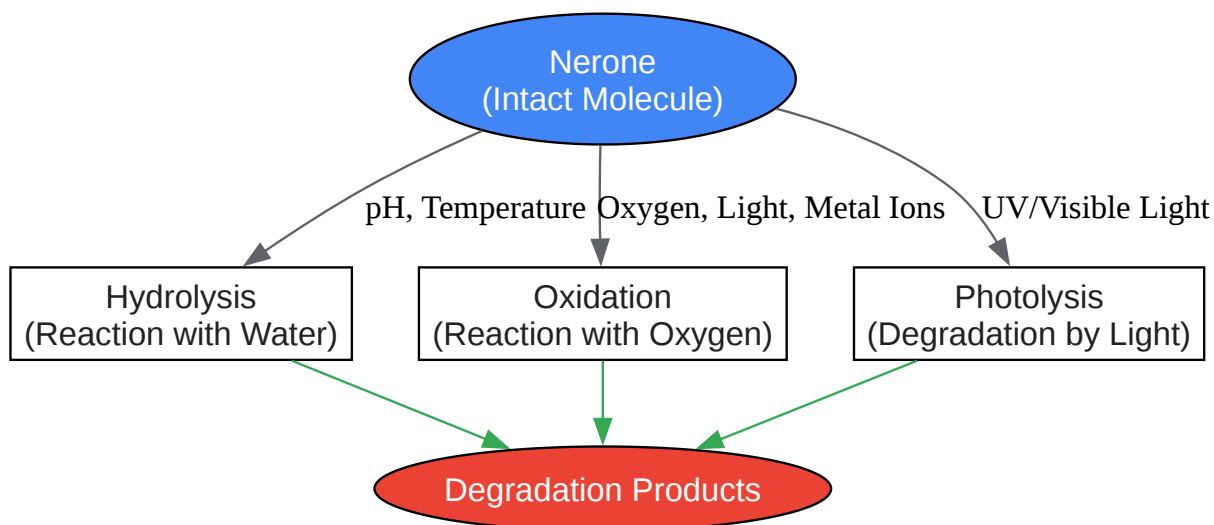 Nerone
(Intact Molecule)
pH, Temperature
Oxygen, Light, Metal Ions
UV/Visible Light
Hydrolysis
(Reaction with Water)
Oxidation
(Reaction with Oxygen)
Photolysis
(Degradation by Light)
Degradation Products